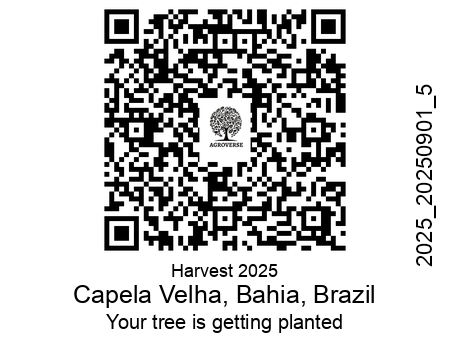 AGROVERSE
Harvest 2025
Capela Velha, Bahia, Brazil
Your tree is getting planted
2025_20250901_5